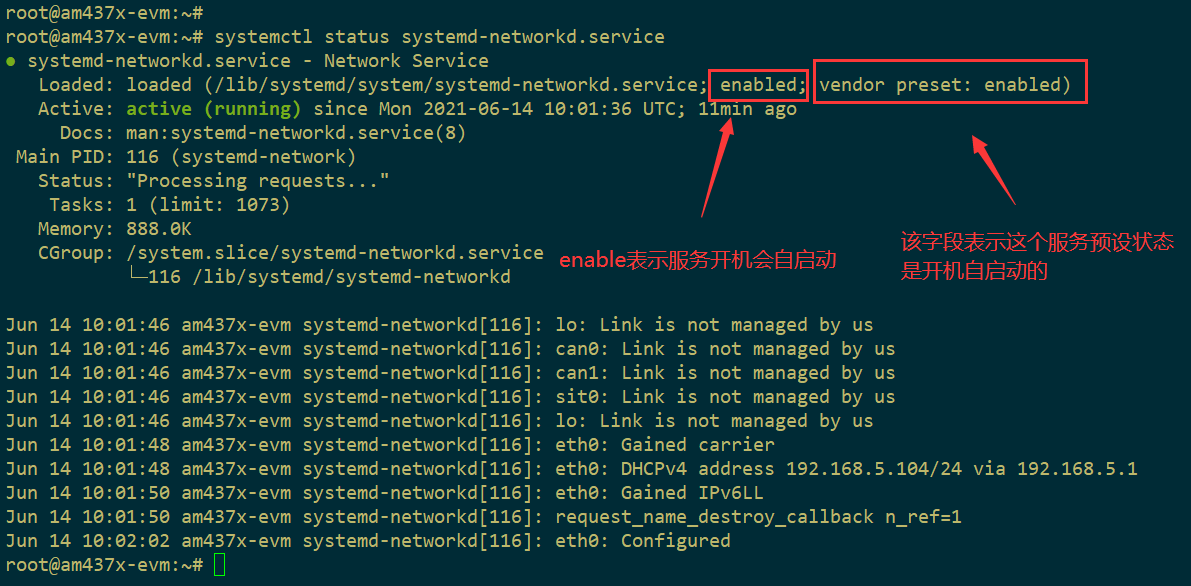 root@am437x-evm:~#
root@am437x-evm:~# systemctl status systemd-networkd.service
● systemd-networkd.service - Network Service
Loaded: loaded (/lib/systemd/system/systemd-networkd.service; enabled; vendor preset: enabled)
Active: active (running) since Mon 2021-06-14 10:01:36 UTC; 11min ago
Docs: man:systemd-networkd.service(8)
Main PID: 116 (systemd-network)
Status: "Processing requests..."
Tasks: 1 (limit: 1073)
Memory: 888.0K
CGroup: /system.slice/systemd-networkd.service
└─116 /lib/systemd/systemd-networkd
enable表示服务开机会自启动
该字段表示这个服务预设状态
是开机自启动的
Jun 14 10:01:46 am437x-evm systemd-networkd[116]: lo: Link is not managed by us
Jun 14 10:01:46 am437x-evm systemd-networkd[116]: can0: Link is not managed by us
Jun 14 10:01:46 am437x-evm systemd-networkd[116]: can1: Link is not managed by us
Jun 14 10:01:46 am437x-evm systemd-networkd[116]: sit0: Link is not managed by us
Jun 14 10:01:46 am437x-evm systemd-networkd[116]: lo: Link is not managed by us
Jun 14 10:01:48 am437x-evm systemd-networkd[116]: eth0: Gained carrier
Jun 14 10:01:48 am437x-evm systemd-networkd[116]: eth0: DHCPv4 address 192.168.5.104/24 via 192.168.5.1
Jun 14 10:01:50 am437x-evm systemd-networkd[116]: eth0: Gained IPv6LL
Jun 14 10:01:50 am437x-evm systemd-networkd[116]: request_name_destroy_callback n_ref=1
Jun 14 10:02:02 am437x-evm systemd-networkd[116]: eth0: Configured
root@am437x-evm:~#